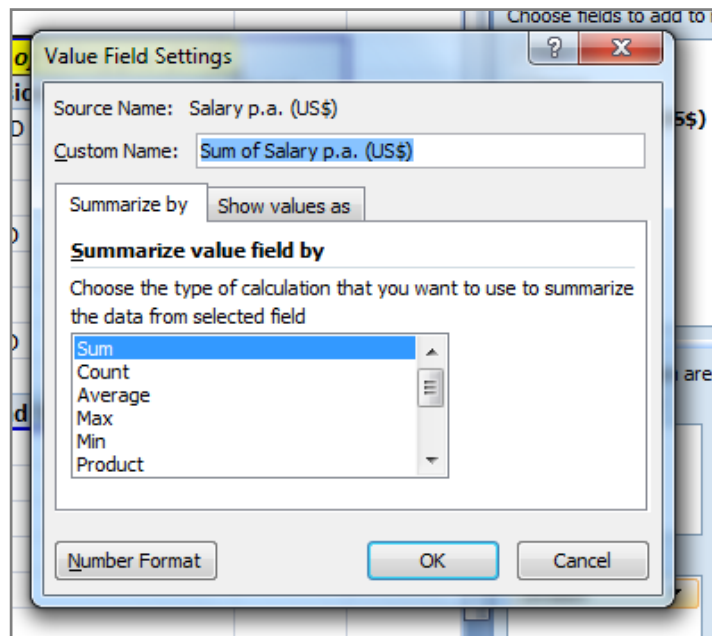 Choose fields to add to
Value Field Settings
?
X
Source Name: Salary p.a. (US$)
Custom Name: Sum of Salary p.a. (US$)
S$)
Summarize by
Show values as
Summarize value field by
Choose the type of calculation that you want to use to summarize
the data from selected field
Sum
Count
Average
Max
Min
Product
are
Number Format
OK
Cancel